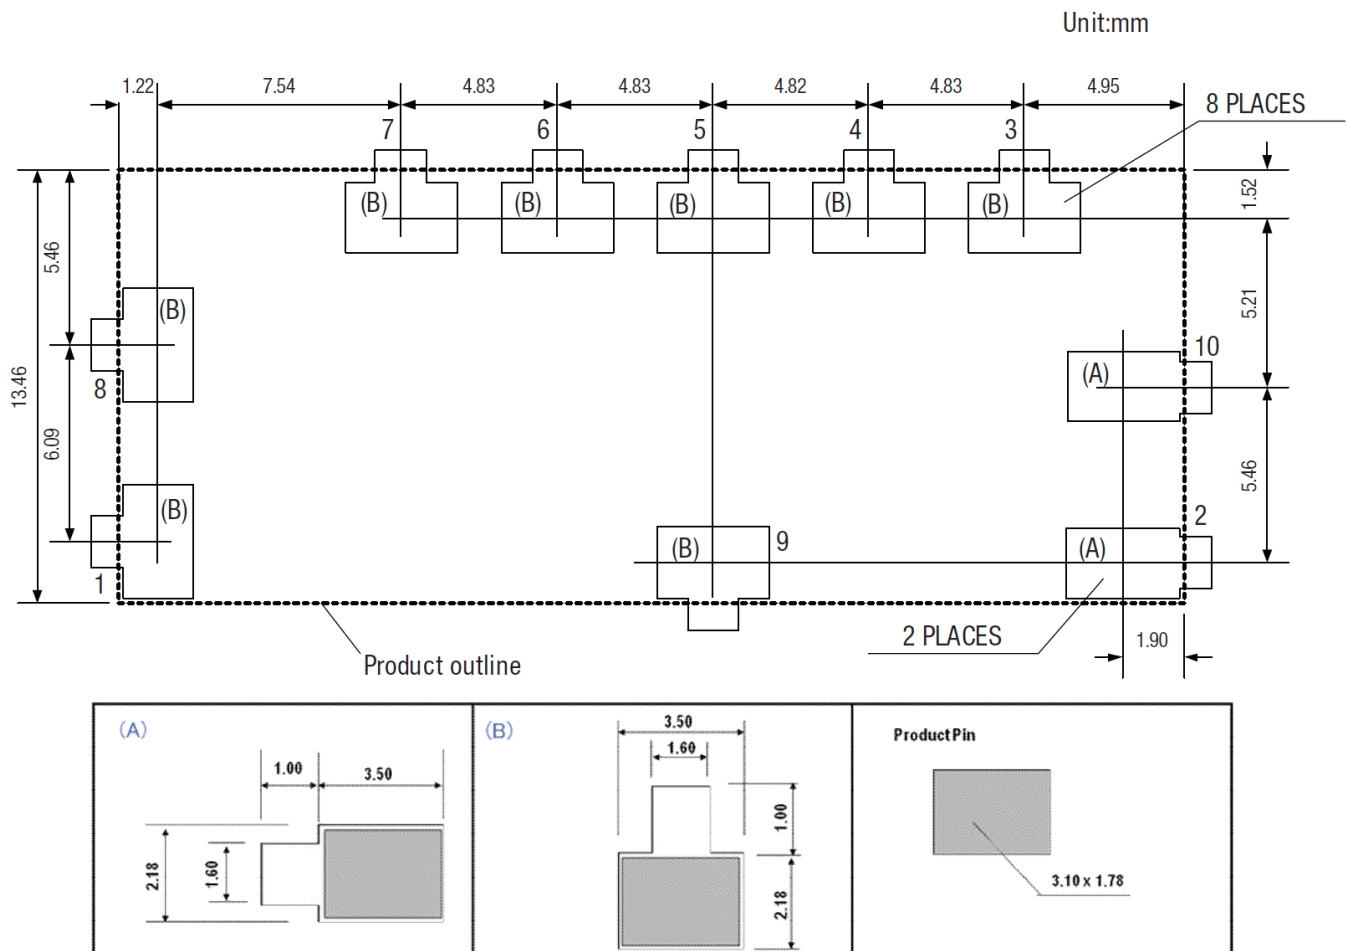 Unit:mm
1.22
7.54
4.83
4.83
4.82
4.83
4.95
8 PLACES
7
6
5
4
3
(B)
(B)
(B)
(B)
(B)
1.52
5.46
5.21
13.46
(B)
8
10
(A)
6.09
5.46
(B)
1
(B)
9
(A)
2
2 PLACES
1.90
Product outline
(A)
1.00
3.50
2.18
1.60
(B)
3.50
1.60
1.00
2.18
Product Pin
3.10 x 1.78